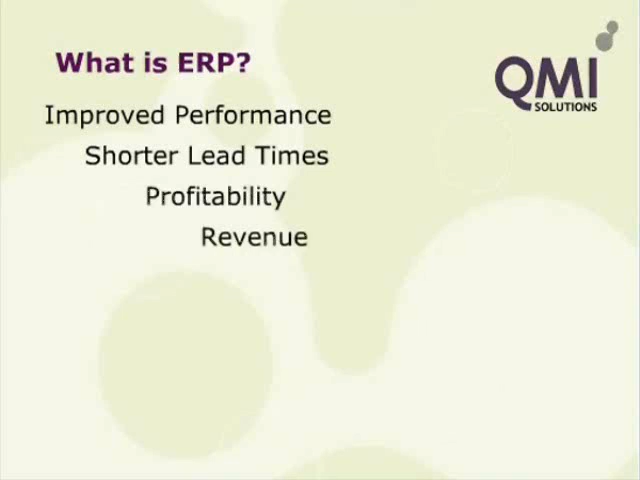 What is ERP?
QMI
SOLUTIONS
Improved Performance
Shorter Lead Times
Profitability
Revenue